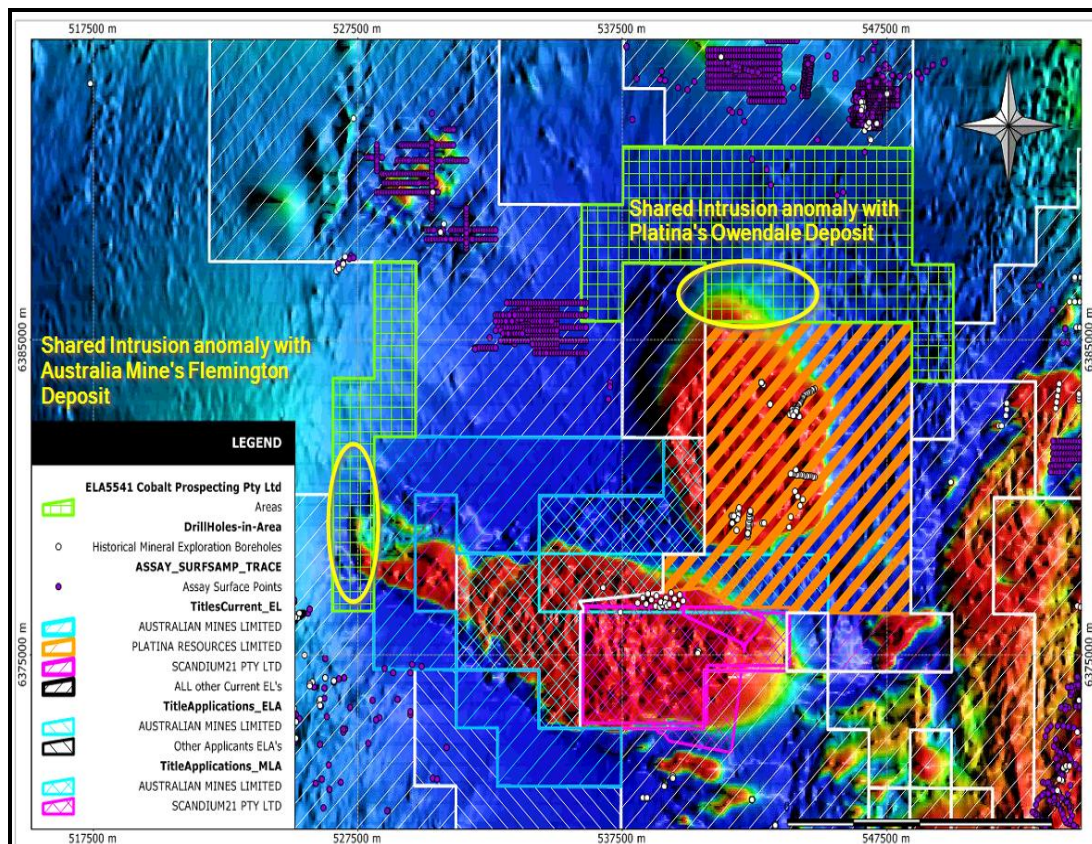 517500 m
527500 m
537500 m
547500 m
6385000 m
6385000 m
Shared Intrusion anomaly with
Platina's Owendale Deposit
Shared Intrusion anomaly with
Australia Mine's Flemington
Deposit
LEGEND
ELA5541 Cobalt Prospecting Pty Ltd
Areas
DrillHoles-in-Area
Historical Mineral Exploration Boreholes
ASSAY_SURFSAMP_TRACE
Assay Surface Points
TitlesCurrent_EL
AUSTRALIAN MINES LIMITED
PLATINA RESOURCES LIMITED
SCANDIUM21 PTY LTD
ALL other Current EL's
TitleApplications_ELA
AUSTRALIAN MINES LIMITED
Other Applicants ELA's
TitleApplications_MLA
AUSTRALIAN MINES LIMITED
SCANDIUM21 PTY LTD
6375000 m
6375000 m
517500 m
527500 m
537500 m
547500 m